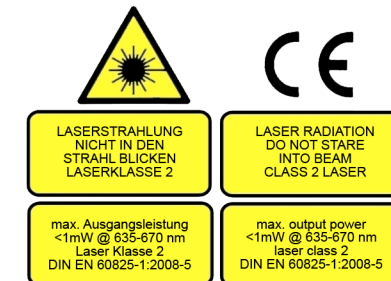 CE
LASERSTRAHLUNG
NICHT IN DEN
STRAHL BLICKEN
LASERKLASSE 2
LASER RADIATION
DO NOT STARE
INTO BEAM
CLASS 2 LASER
max. Ausgangsleistung
<1mW @ 635-670 nm
Laser Klasse 2
DIN EN 60825-1:2008-5
max. output power
<1mW @ 635-670 nm
laser class 2
DIN EN 60825-1:2008-5